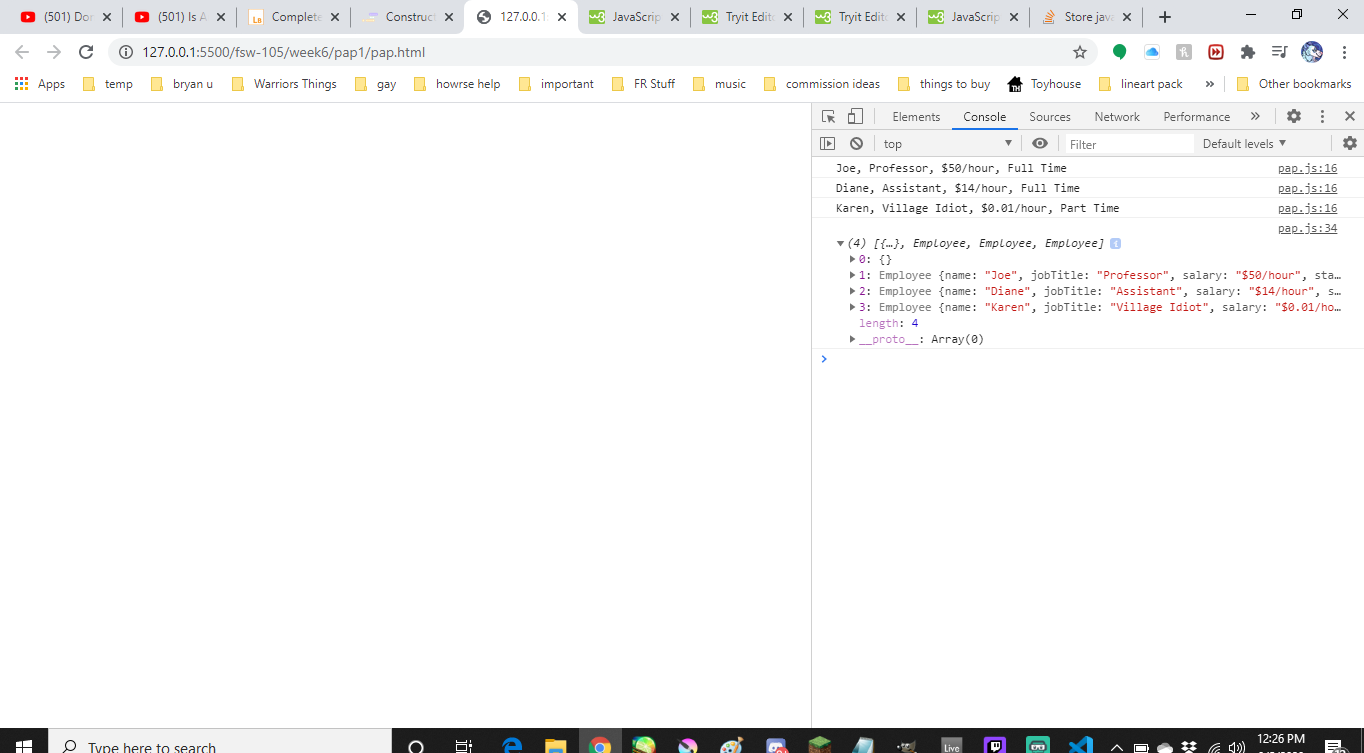 (501) Dor (501) Is A Complete Construct 127.0.0.1 JavaScrip Tryit Edit Tryit Edit JavaScrip Store java
127.0.0.1:5500/fsw-105/week6/pap1/pap.html
Apps temp bryan u Warriors Things gay howrse help important FR Stuff music commission ideas things to buy TH Toyhouse lineart pack » Other bookmarks
Elements Console Sources Network Performance »
top Filter Default levels
Joe, Professor, $50/hour, Full Time pap.js:16
Diane, Assistant, $14/hour, Full Time pap.js:16
Karen, Village Idiot, $0.01/hour, Part Time pap.js:16
pap.js:34
(4) [{…}, Employee, Employee, Employee] i
0: {}
1: Employee {name: "Joe", jobTitle: "Professor", salary: "$50/hour", sta…
2: Employee {name: "Diane", jobTitle: "Assistant", salary: "$14/hour", s…
3: Employee {name: "Karen", jobTitle: "Village Idiot", salary: "$0.01/ho…
length: 4
__proto__: Array(0)
>
Type here to search Live 12:26 PM